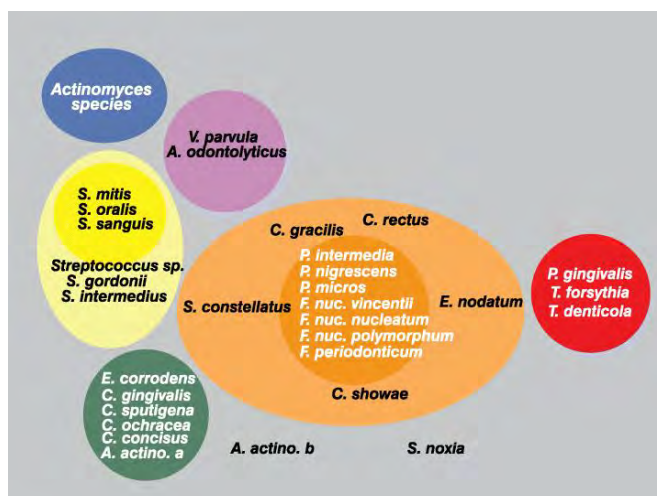 Actinomyces
species
V. parvula
A. odontolyticus
S. mitis
S. oralis
S. sanguis
Streptococcus sp.
S. gordonii
S. intermedius
E. corrodens
C. gingivalis
C. sputigena
C. ochracea
C. concisus
A. actino. a
C. gracilis
C. rectus
S. constellatus
P. intermedia
P. nigrescens
P. micros
F. nuc. vincentii
F. nuc. nucleatum
F. nuc. polymorphum
F. periodonticum
E. nodatum
C. showae
P. gingivalis
T. forsythia
T. denticola
A. actino. b
S. noxia